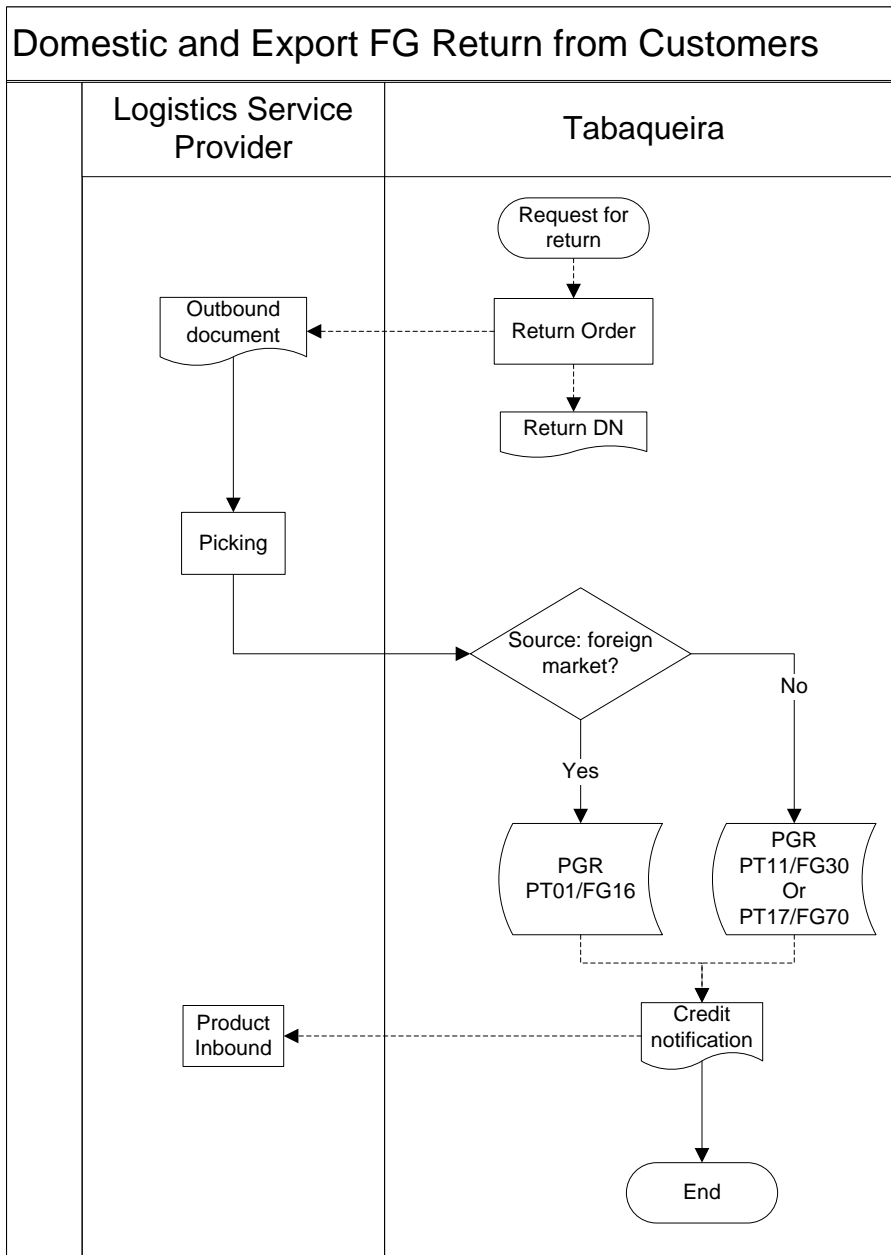 Domestic and Export FG Return from Customers
Logistics Service
Provider
Tabaqueira
Request for
return
Outbound
document
Return Order
Return DN
Picking
Source: foreign
market?
No
Yes
PGR
PT01/FG16
PGR
PT11/FG30
Or
PT17/FG70
Product
Inbound
Credit
notification
End